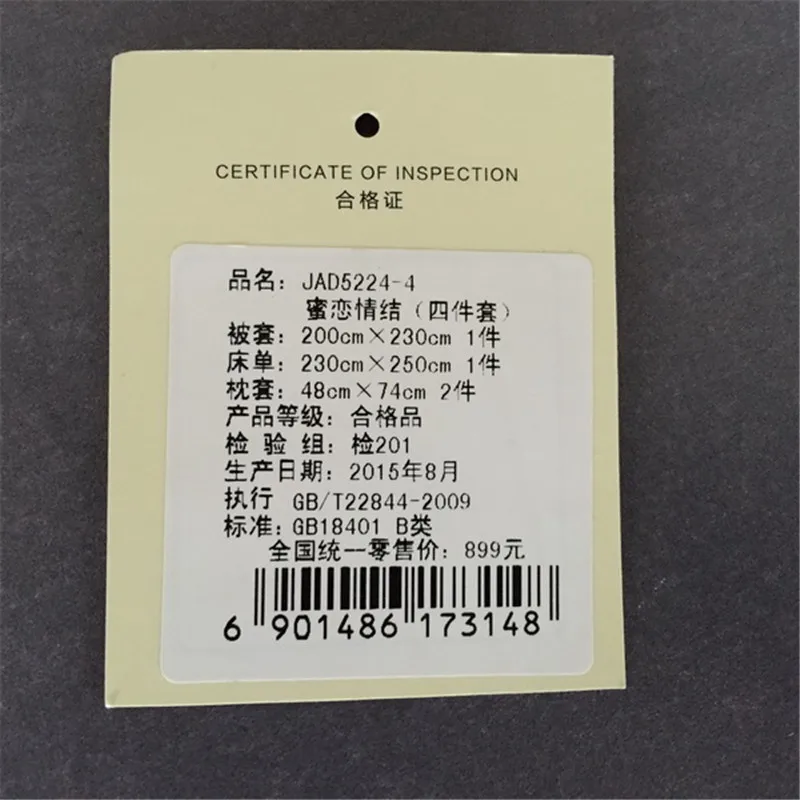 CERTIFICATE OF INSPECTION
合格证
品名：JAD5224-4
蜜恋情结（四件套）
被套：200cm×230cm 1件
床单：230cm×250cm 1件
枕套：48cm×74cm 2件
产品等级：合格品
检 验 组：检201
生产日期：2015年8月
执行 GB/T22844-2009
标准：GB18401 B类
全国统一零售价：899元
6 901486 173148